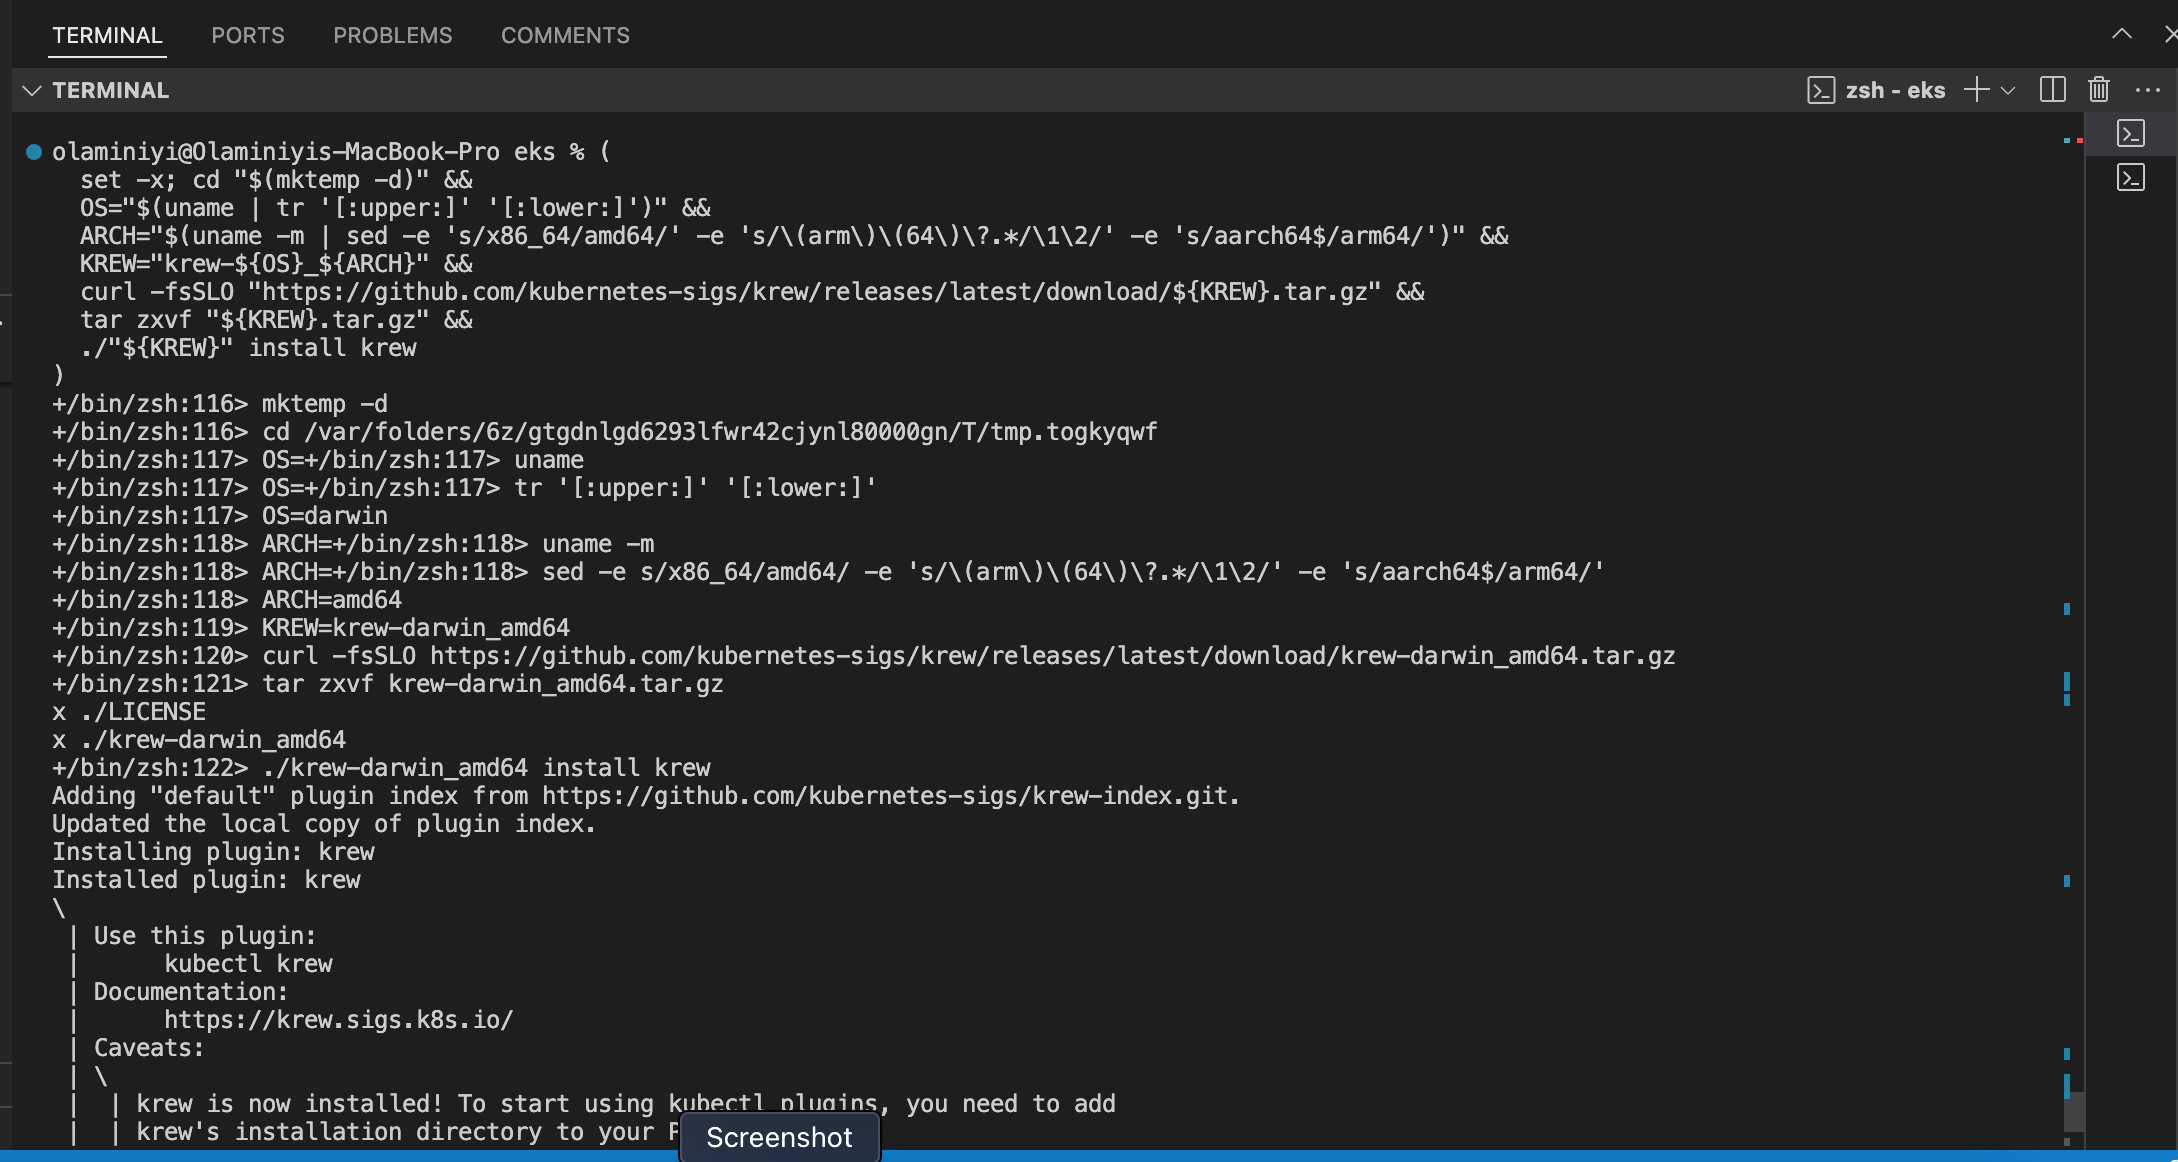 TERMINAL PORTS PROBLEMS COMMENTS
TERMINAL zsh - eks
olaminiyi@Olaminiyis-MacBook-Pro eks % (
  set -x; cd "$(mktemp -d)" &&
  OS="$(uname | tr '[:upper:]' '[:lower:]')" &&
  ARCH="$(uname -m | sed -e 's/x86_64/amd64/' -e 's/\(arm\)\(64\)\?.*/\1\2/' -e 's/aarch64$/arm64/')" &&
  KREW="krew-${OS}_${ARCH}" &&
  curl -fsSLO "https://github.com/kubernetes-sigs/krew/releases/latest/download/${KREW}.tar.gz" &&
  tar zxvf "${KREW}.tar.gz" &&
  ./"${KREW}" install krew
)
+/bin/zsh:116> mktemp -d
+/bin/zsh:116> cd /var/folders/6z/gtgdnlgd6293lfwr42cjynl80000gn/T/tmp.togkyqwf
+/bin/zsh:117> OS=+/bin/zsh:117> uname
+/bin/zsh:117> OS=+/bin/zsh:117> tr '[:upper:]' '[:lower:]'
+/bin/zsh:117> OS=darwin
+/bin/zsh:118> ARCH=+/bin/zsh:118> uname -m
+/bin/zsh:118> ARCH=+/bin/zsh:118> sed -e s/x86_64/amd64/ -e 's/\(arm\)\(64\)\?.*/\1\2/' -e 's/aarch64$/arm64/'
+/bin/zsh:118> ARCH=amd64
+/bin/zsh:119> KREW=krew-darwin_amd64
+/bin/zsh:120> curl -fsSLO https://github.com/kubernetes-sigs/krew/releases/latest/download/krew-darwin_amd64.tar.gz
+/bin/zsh:121> tar zxvf krew-darwin_amd64.tar.gz
x ./LICENSE
x ./krew-darwin_amd64
+/bin/zsh:122> ./krew-darwin_amd64 install krew
Adding "default" plugin index from https://github.com/kubernetes-sigs/krew-index.git.
Updated the local copy of plugin index.
Installing plugin: krew
Installed plugin: krew
\
 | Use this plugin:
 |      kubectl krew
 | Documentation:
 |      https://krew.sigs.k8s.io/
 | Caveats:
 | \
 |  | krew is now installed! To start using kubectl plugins, you need to add
 |  | krew's installation directory to your
Screenshot